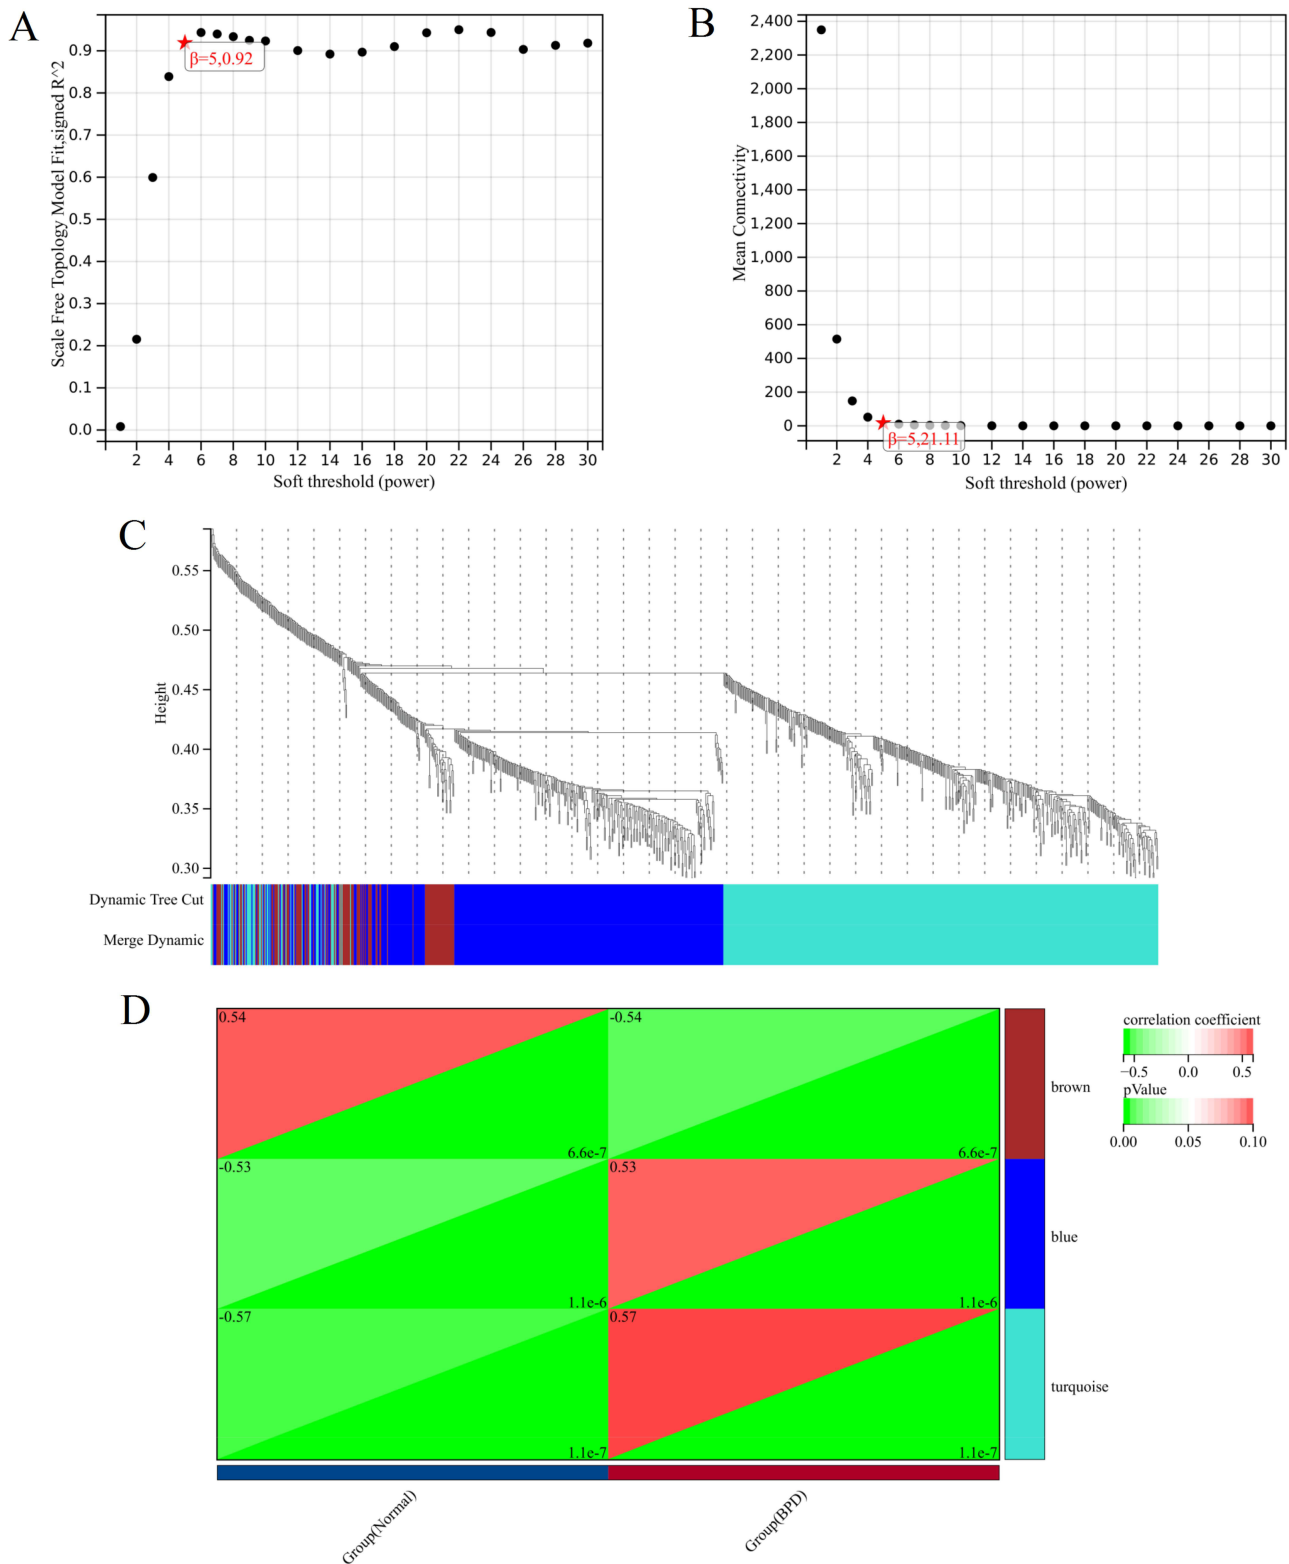 A
Scale Free Topology Model Fit,signed R^2
0.9
0.8
0.7
0.6
0.5
0.4
0.3
0.2
0.1
0.0
β=5,0.92
2 4 6 8 10 12 14 16 18 20 22 24 26 28 30
Soft threshold (power)
B
Mean Connectivity
2,400
2,200
2,000
1,800
1,600
1,400
1,200
1,000
800
600
400
200
0
β=5,21.11
2 4 6 8 10 12 14 16 18 20 22 24 26 28 30
Soft threshold (power)
C
Height
0.55
0.50
0.45
0.40
0.35
0.30
Dynamic Tree Cut
Merge Dynamic
D
0.54 -0.54
6.6e-7 6.6e-7
-0.53 0.53
1.1e-6 1.1e-6
-0.57 0.57
1.1e-7 1.1e-7
brown
blue
turquoise
Group(Normal)
Group(BPD)
correlation coefficient
−0.5 0.0 0.5
pValue
0.00 0.05 0.10